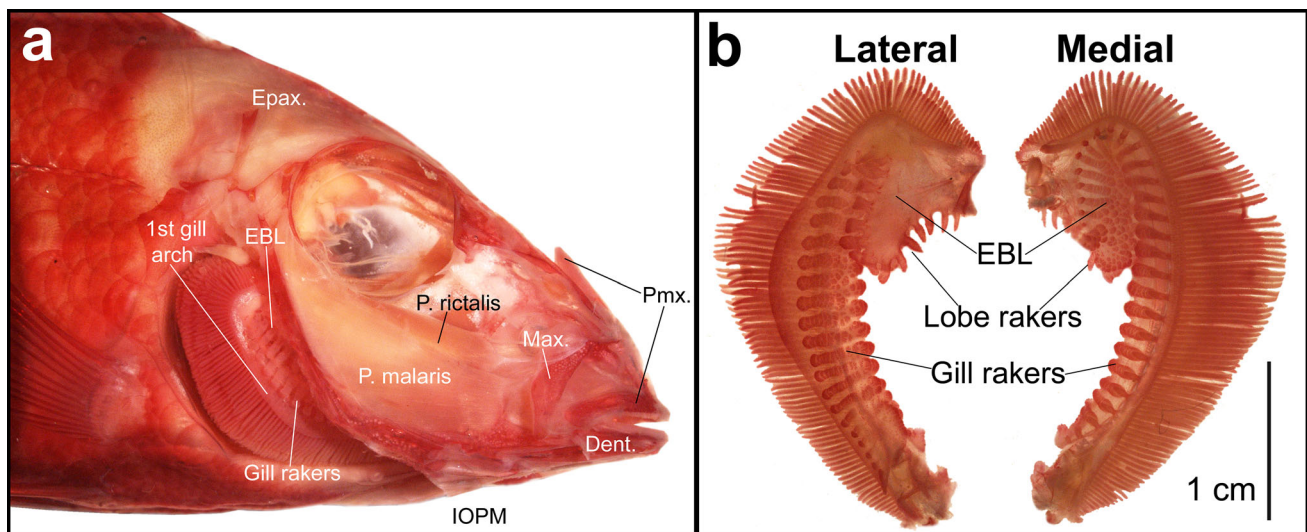 a
Epax.
1st gill
arch
EBL
P. rictalis
Pmx.
Max.
P. malaris
Dent.
Gill rakers
IOPM
b
Lateral
Medial
EBL
Lobe rakers
Gill rakers
1 cm